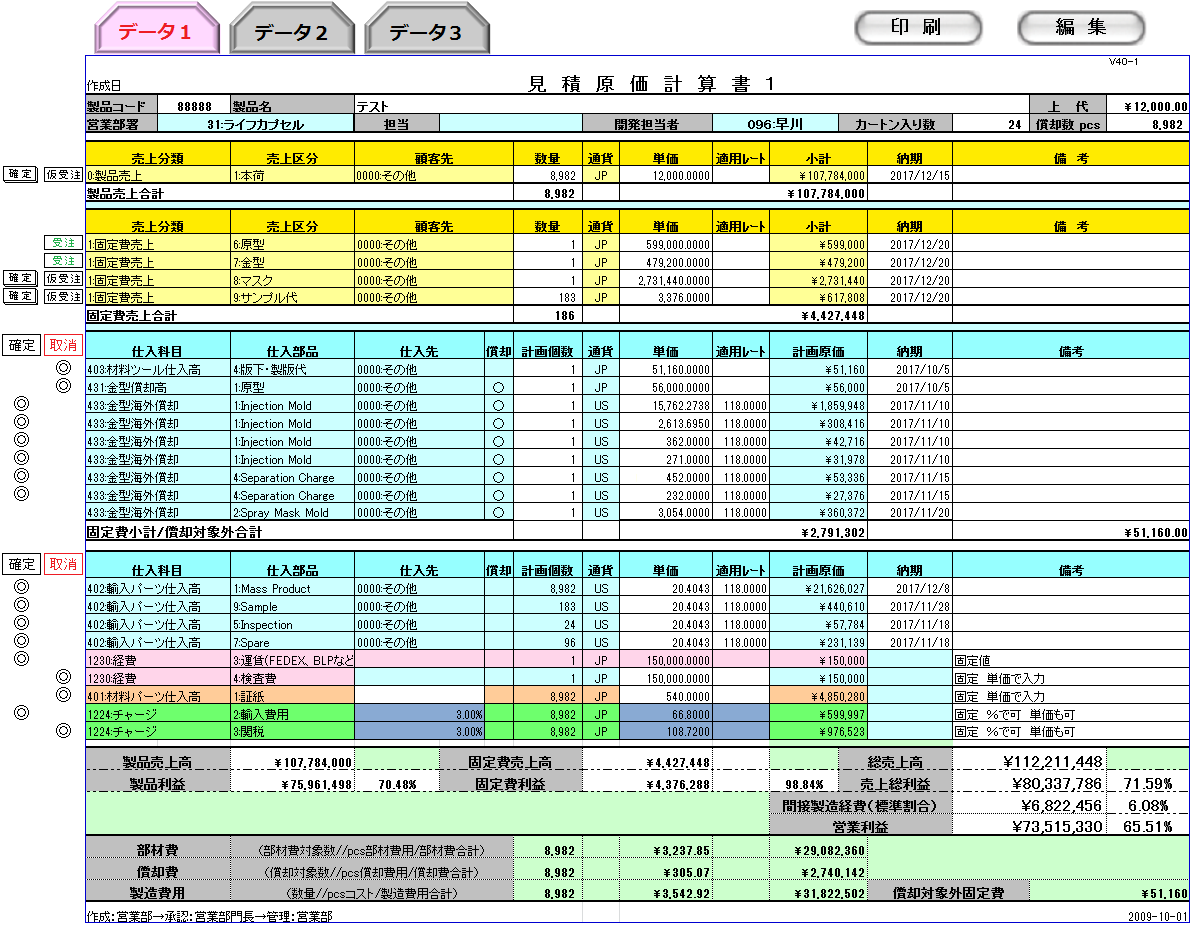 データ1 データ2 データ3 印 刷 編 集
V40-1
作成日 見 積 原 価 計 算 書 1
製品コード 88888 製品名 テスト 上 代 ¥12,000.00
営業部署 31:ライフカプセル 担当 開発担当者 096:早川 カートン入り数 24 償却数 pcs 8,982
売上分類 売上区分 顧客先 数量 通貨 単価 適用レート 小計 納期 備 考
確定 仮受注 0:製品売上 1:本荷 0000:その他 8,982 JP 12,000.0000 ¥107,784,000 2017/12/15
製品売上合計 8,982 ¥107,784,000
売上分類 売上区分 顧客先 数量 通貨 単価 適用レート 小計 納期 備 考
受注 1:固定費売上 6:原型 0000:その他 1 JP 599,000.0000 ¥599,000 2017/12/20
受注 1:固定費売上 7:金型 0000:その他 1 JP 479,200.0000 ¥479,200 2017/12/20
確定 仮受注 1:固定費売上 8:マスク 0000:その他 1 JP 2,731,440.0000 ¥2,731,440 2017/12/20
確定 仮受注 1:固定費売上 9:サンプル代 0000:その他 183 JP 3,376.0000 ¥617,808 2017/12/20
固定費売上合計 186 ¥4,427,448
確定 取消 仕入科目 仕入部品 仕入先 償却 計画個数 通貨 単価 適用レート 計画原価 納期 備考
◎ 403:材料ツール仕入高 4:版下・製版代 0000:その他 1 JP 51,160.0000 ¥51,160 2017/10/5
◎ 431:金型償却高 1:原型 0000:その他 ○ 1 JP 56,000.0000 ¥56,000 2017/10/5
◎ 433:金型海外償却 1:Injection Mold 0000:その他 ○ 1 US 15,762.2738 118.0000 ¥1,859,948 2017/11/10
◎ 433:金型海外償却 1:Injection Mold 0000:その他 ○ 1 US 2,613.6950 118.0000 ¥308,416 2017/11/10
◎ 433:金型海外償却 1:Injection Mold 0000:その他 ○ 1 US 362.0000 118.0000 ¥42,716 2017/11/10
◎ 433:金型海外償却 1:Injection Mold 0000:その他 ○ 1 US 271.0000 118.0000 ¥31,978 2017/11/10
◎ 433:金型海外償却 4:Separation Charge 0000:その他 ○ 1 US 452.0000 118.0000 ¥53,336 2017/11/15
◎ 433:金型海外償却 4:Separation Charge 0000:その他 ○ 1 US 232.0000 118.0000 ¥27,376 2017/11/15
433:金型海外償却 2:Spray Mask Mold 0000:その他 ○ 1 US 3,054.0000 118.0000 ¥360,372 2017/11/20
固定費小計/償却対象外合計 ¥2,791,302 ¥51,160.00
確定 取消 仕入科目 仕入部品 仕入先 償却 計画個数 通貨 単価 適用レート 計画原価 納期 備考
◎ 402:輸入パーツ仕入高 1:Mass Product 0000:その他 8,982 US 20.4043 118.0000 ¥21,626,027 2017/12/8
◎ 402:輸入パーツ仕入高 9:Sample 0000:その他 183 US 20.4043 118.0000 ¥440,610 2017/11/28
◎ 402:輸入パーツ仕入高 5:Inspection 0000:その他 24 US 20.4043 118.0000 ¥57,784 2017/11/18
◎ 402:輸入パーツ仕入高 7:Spare 0000:その他 96 US 20.4043 118.0000 ¥231,139 2017/11/18
◎ 1230:経費 3:運賃(FEDEX、BLPなど 1 JP 150,000.0000 ¥150,000 固定値
◎ 1230:経費 4:検査費 1 JP 150,000.0000 ¥150,000 固定 単価で入力
◎ 401:材料パーツ仕入高 1:証紙 8,982 JP 540.0000 ¥4,850,280 固定 単価で入力
◎ 1224:チャージ 2:輸入費用 3.00% 8,982 JP 66.8000 ¥599,997 固定 %で可 単価も可
◎ 1224:チャージ 3:関税 3.00% 8,982 JP 108.7200 ¥976,523 固定 %で可 単価も可
製品売上高 ¥107,784,000 固定費売上高 ¥4,427,448 総売上高 ¥112,211,448
製品利益 ¥75,961,498 70.48% 固定費利益 ¥4,376,288 98.84% 売上総利益 ¥80,337,786 71.59%
間接製造経費(標準割合) ¥6,822,456 6.08%
営業利益 ¥73,515,330 65.51%
部材費 (部材費対象数//pcs部材費用/部材費合計) 8,982 ¥3,237.85 ¥29,082,360
償却費 (償却対象数//pcs償却費用/償却費合計) 8,982 ¥305.07 ¥2,740,142
製造費用 (数量//pcsコスト/製造費用合計) 8,982 ¥3,542.92 ¥31,822,502 償却対象外固定費 ¥51,160
作成:営業部→承認:営業部門長→管理:営業部 2009-10-01